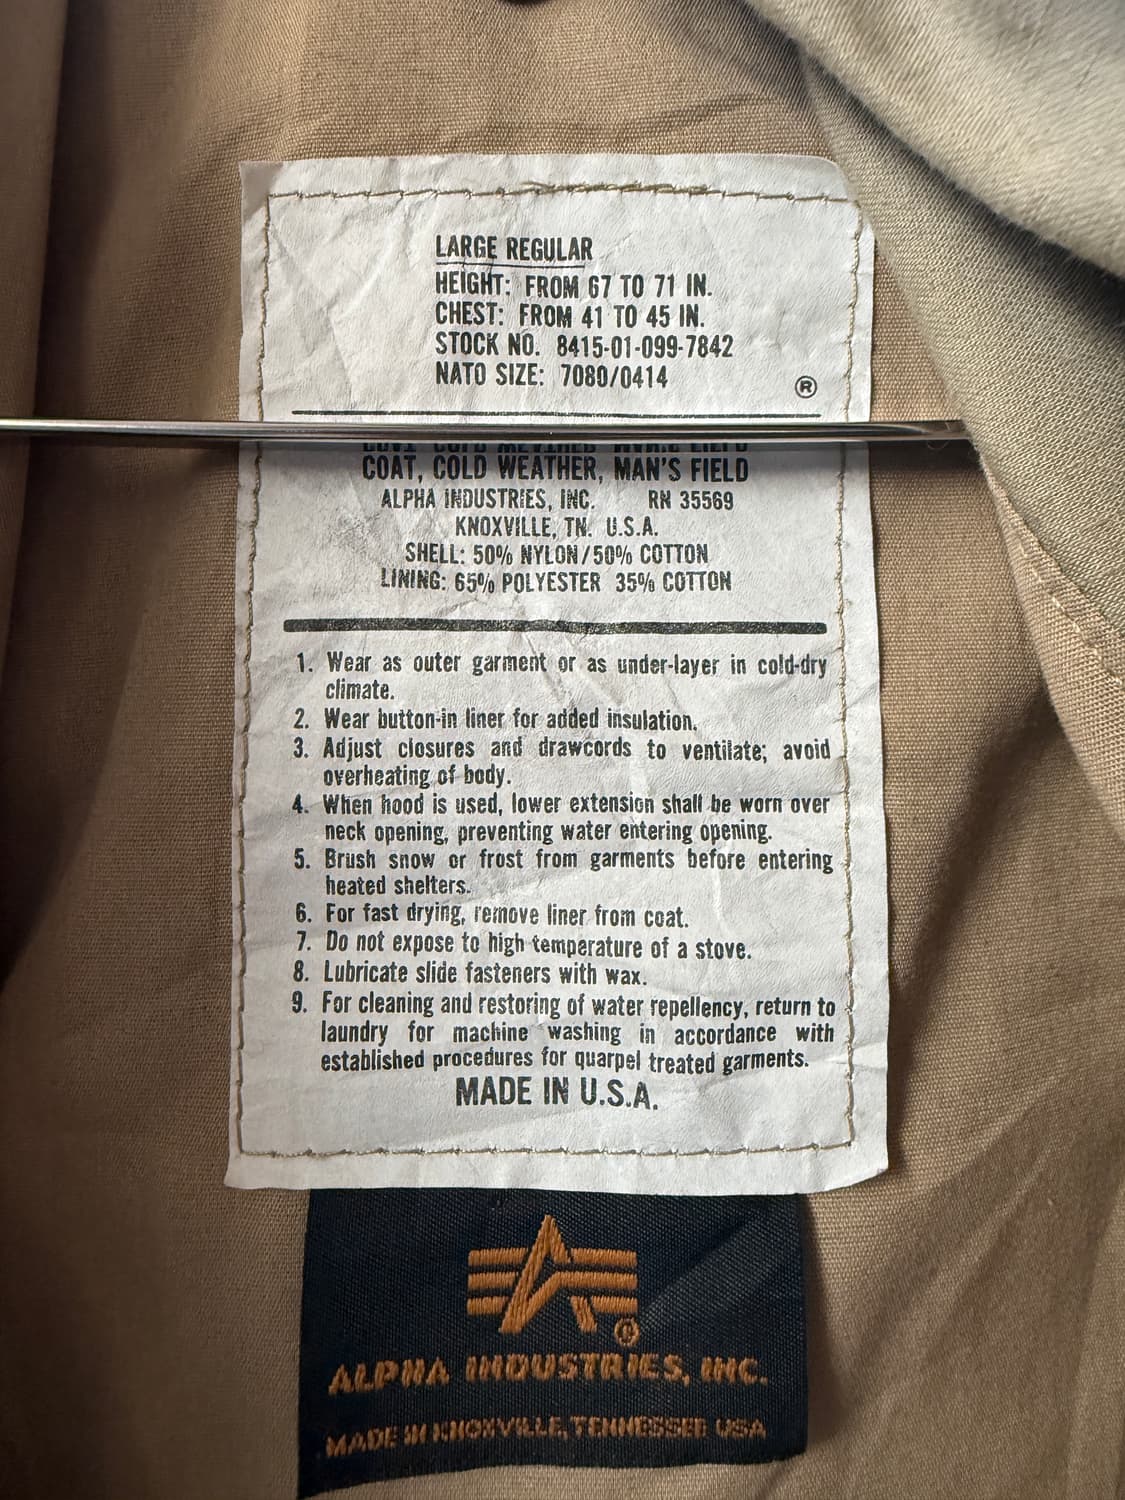 LARGE REGULAR
HEIGHT: FROM 67 TO 71 IN.
CHEST: FROM 41 TO 45 IN.
STOCK NO. 8415-01-099-7842
NATO SIZE: 7080/0414
®
COAT, COLD WEATHER, MAN'S FIELD
ALPHA INDUSTRIES, INC. RN 35569
KNOXVILLE, TN. U.S.A.
SHELL: 50% NYLON/50% COTTON
LINING: 65% POLYESTER 35% COTTON
1. Wear as outer garment or as under-layer in cold-dry
climate.
2. Wear button-in liner for added insulation.
3. Adjust closures and drawcords to ventilate; avoid
overheating of body.
4. When hood is used, lower extension shall be worn over
neck opening, preventing water entering opening.
5. Brush snow or frost from garments before entering
heated shelters.
6. For fast drying, remove liner from coat.
7. Do not expose to high temperature of a stove.
8. Lubricate slide fasteners with wax.
9. For cleaning and restoring of water repellency, return to
laundry for machine washing in accordance with
established procedures for quarpel treated garments.
MADE IN U.S.A.
®
ALPHA INDUSTRIES, INC.
MADE IN KNOXVILLE, TENNESSEE USA